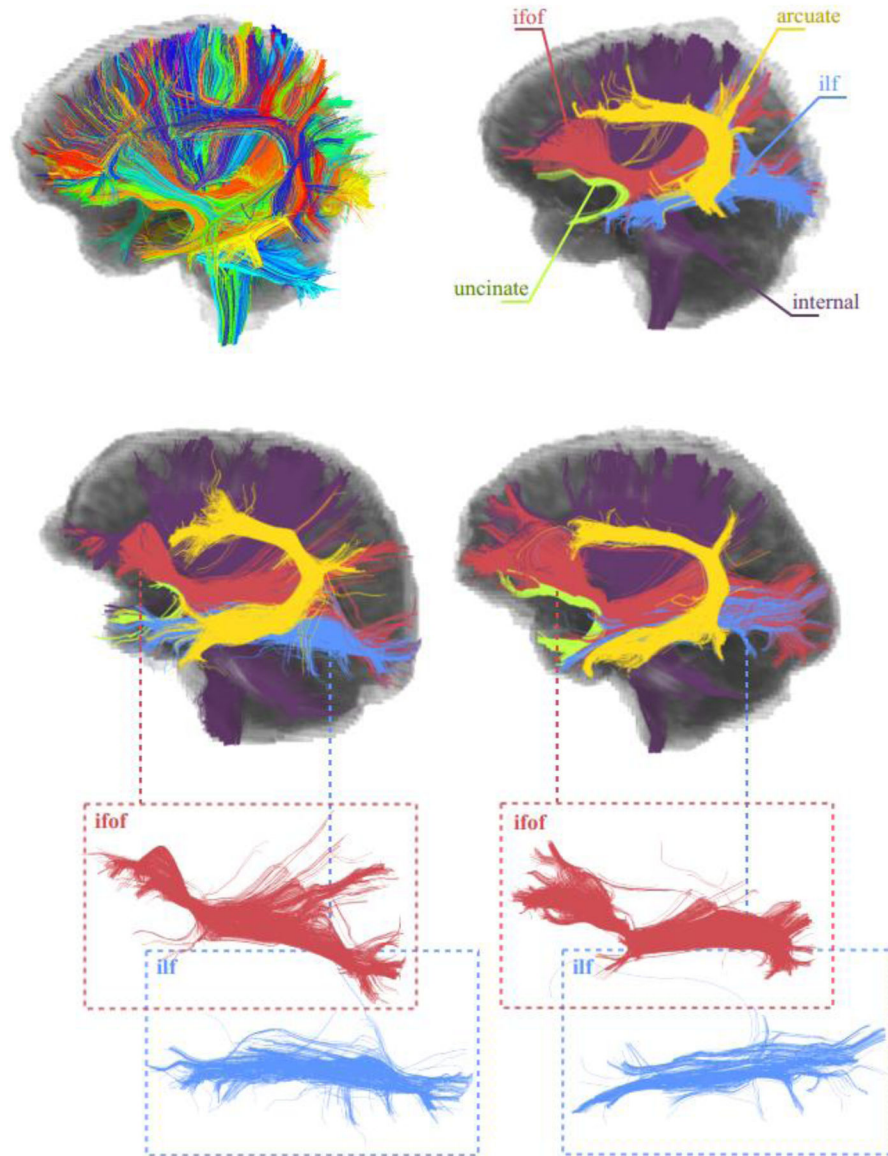 ifof
arcuate
ilf
uncinate
internal
ifof
ifof
ilf
ilf